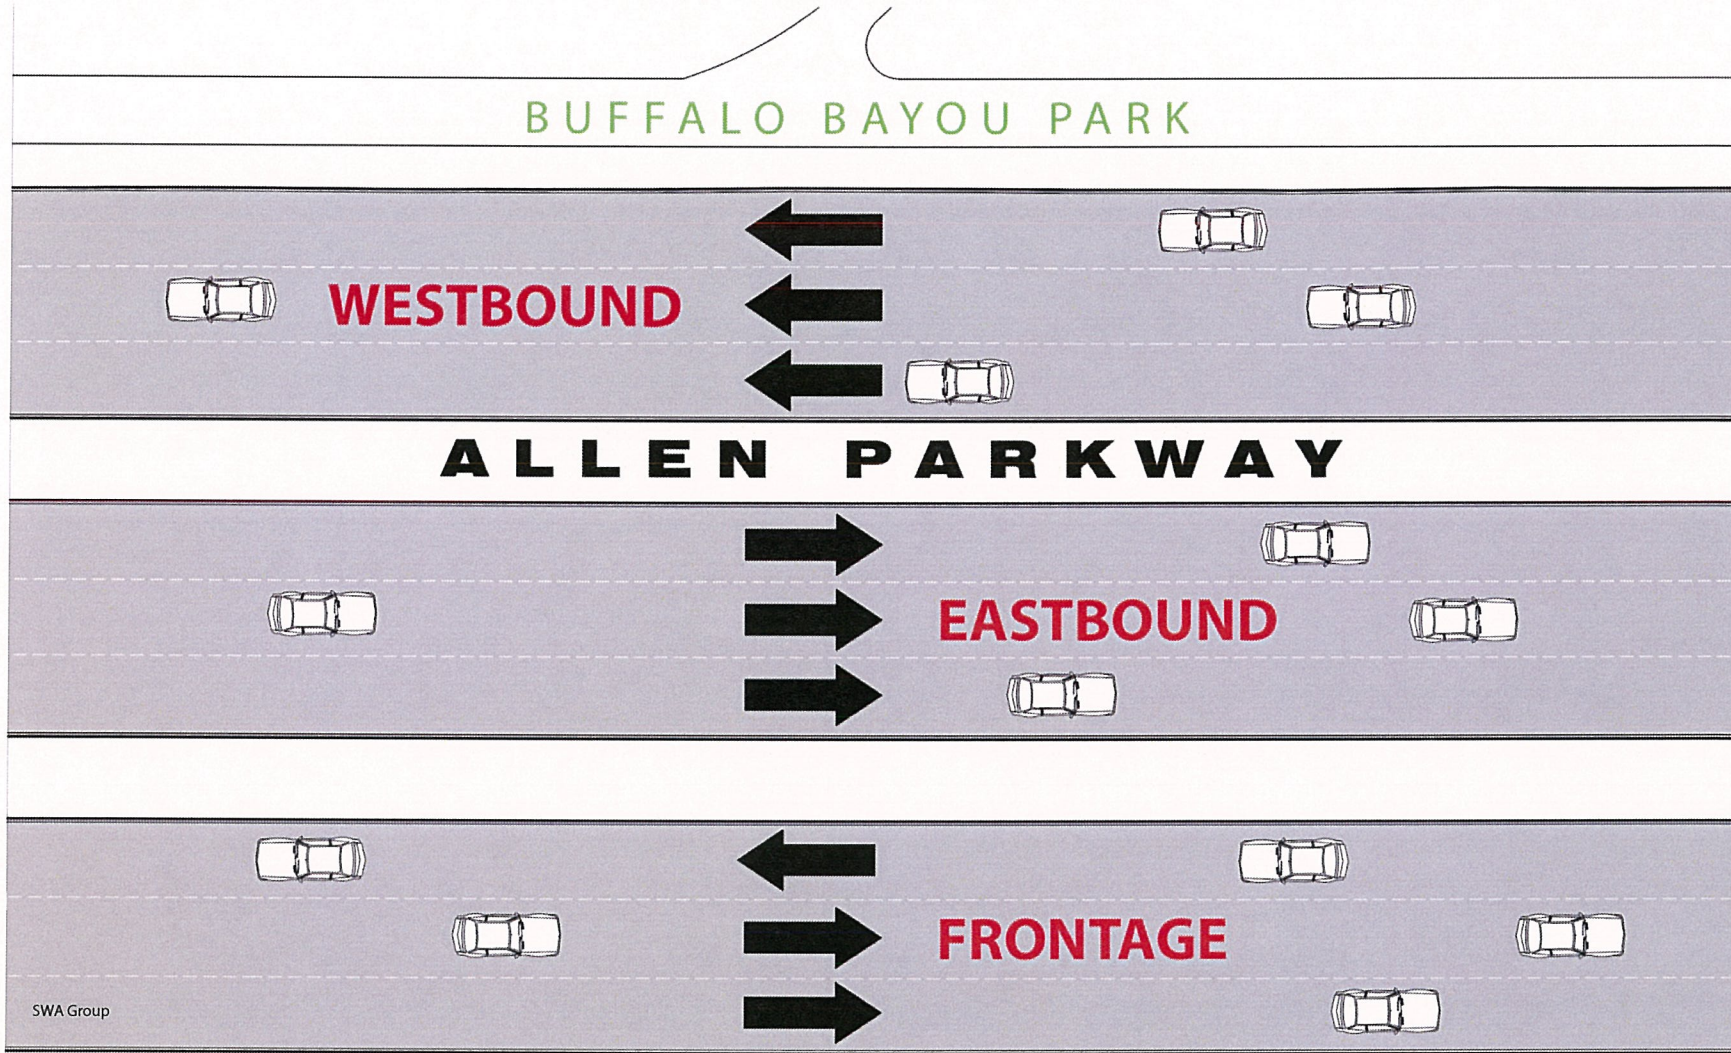 BUFFALO BAYOU PARK
WESTBOUND
ALLEN PARKWAY
EASTBOUND
FRONTAGE
SWA Group